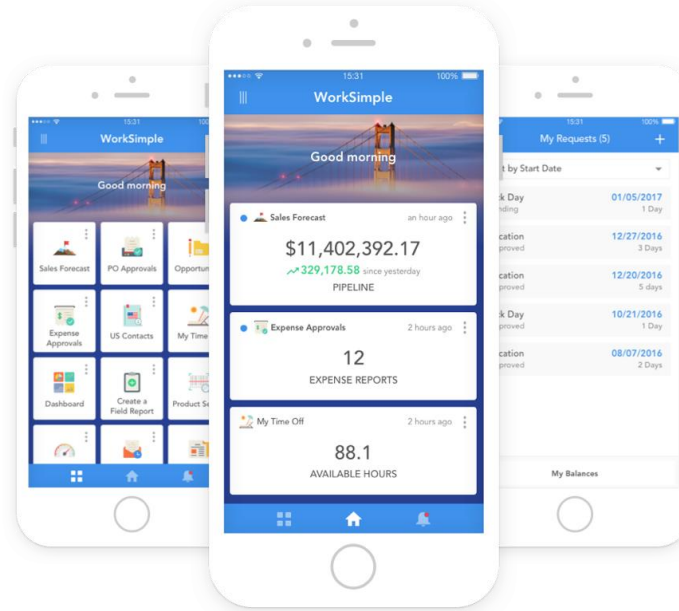 15:31
100%
WorkSimple
Good morning
Sales Forecast
an hour ago
$11,402,392.17
329,178.58 since yesterday
PIPELINE
Expense Approvals
2 hours ago
12
EXPENSE REPORTS
My Time Off
2 hours ago
88.1
AVAILABLE HOURS
15:31
WorkSimple
Good morning
Sales Forecast
PO Approvals
Expense
Approvals
US Contacts
My Time
Dashboard
Create a
Field Report
15:31
100%
My Requests (5)
+
by Start Date
Day
01/05/2017
1 Day
12/27/2016
3 Days
12/20/2016
5 days
Day
10/21/2016
1 Day
08/07/2016
2 Days
My Balances